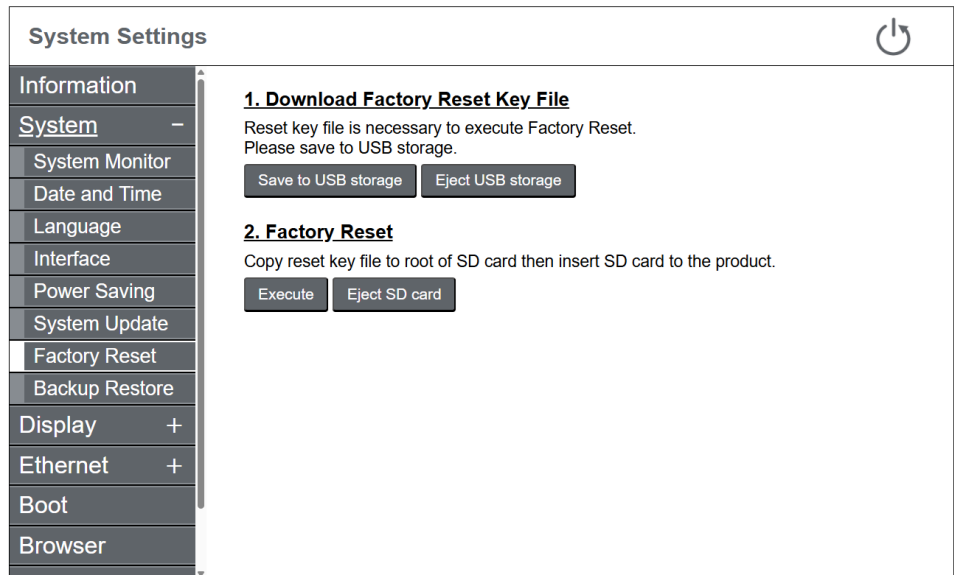 System Settings
Information
System −
System Monitor
Date and Time
Language
Interface
Power Saving
System Update
Factory Reset
Backup Restore
Display +
Ethernet +
Boot
Browser
1. Download Factory Reset Key File
Reset key file is necessary to execute Factory Reset.
Please save to USB storage.
Save to USB storage Eject USB storage
2. Factory Reset
Copy reset key file to root of SD card then insert SD card to the product.
Execute Eject SD card